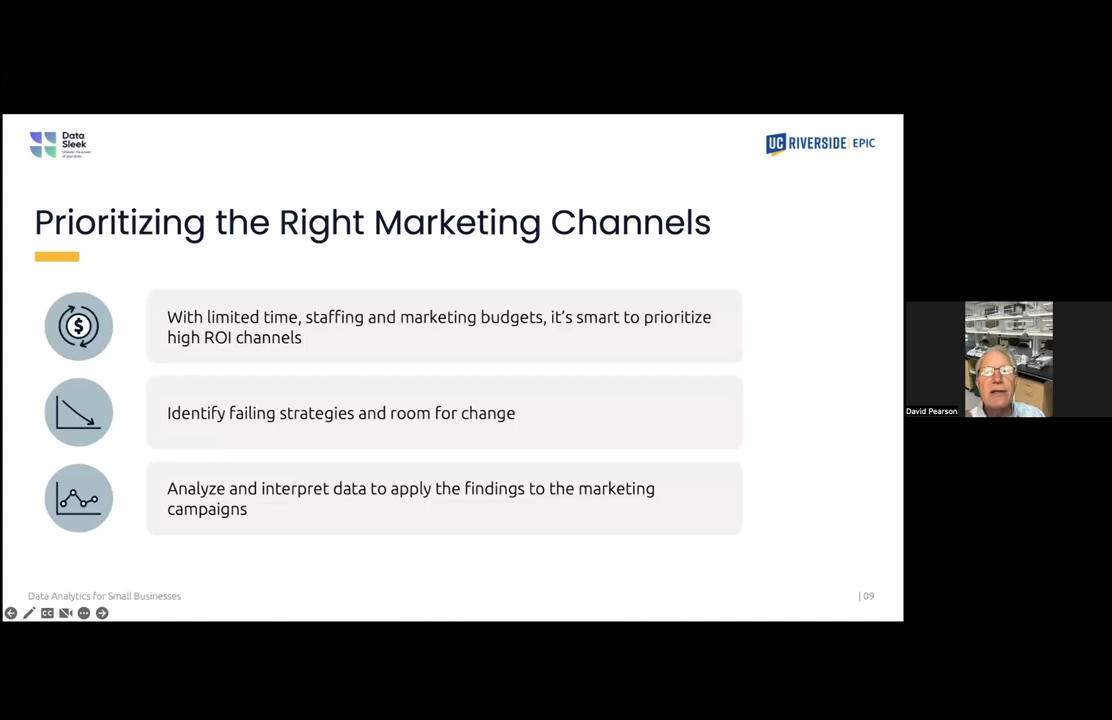 Data
Sleek
UC RIVERSIDE | EPIC
Prioritizing the Right Marketing Channels
$
With limited time, staffing and marketing budgets, it's smart to prioritize
high ROI channels
Identify failing strategies and room for change
Analyze and interpret data to apply the findings to the marketing
campaigns
David Pearson
Data Analytics for Small Businesses
| 09
CC